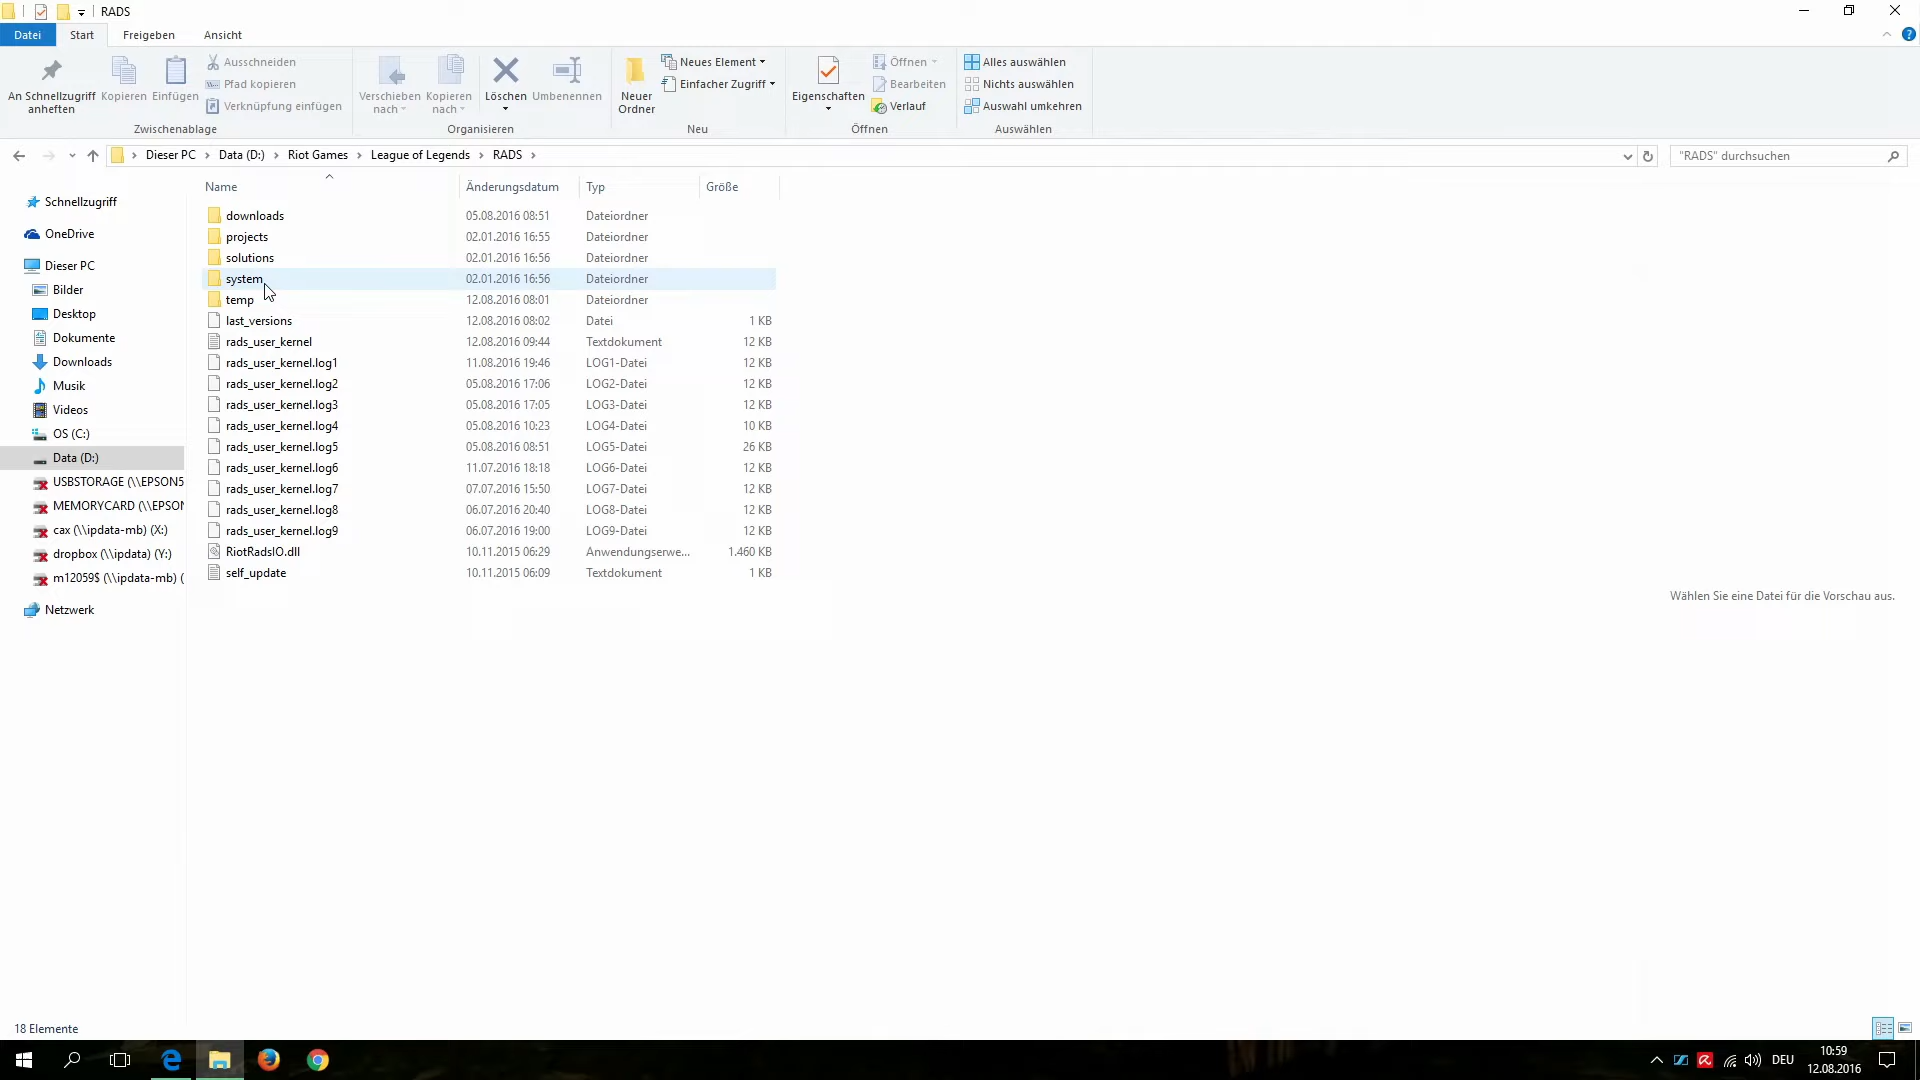 RADS
Datei Start Freigeben Ansicht
An Schnellzugriff anheften
Kopieren
Einfügen
Ausschneiden
Pfad kopieren
Verknüpfung einfügen
Zwischenablage
Verschieben nach
Kopieren nach
Löschen
Umbenennen
Organisieren
Neuer Ordner
Neues Element
Einfacher Zugriff
Neu
Eigenschaften
Öffnen
Bearbeiten
Verlauf
Öffnen
Alles auswählen
Nichts auswählen
Auswahl umkehren
Auswählen
Dieser PC › Data (D:) › Riot Games › League of Legends › RADS ›
"RADS" durchsuchen
Schnellzugriff
OneDrive
Dieser PC
Bilder
Desktop
Dokumente
Downloads
Musik
Videos
OS (C:)
Data (D:)
USBSTORAGE (\\EPSON5
MEMORYCARD (\\EPSON
cax (\\ipdata-mb) (X:)
dropbox (\\ipdata) (Y:)
m12059$ (\\ipdata-mb) (
Netzwerk
Name Änderungsdatum Typ Größe
downloads 05.08.2016 08:51 Dateiordner
projects 02.01.2016 16:55 Dateiordner
solutions 02.01.2016 16:56 Dateiordner
system 02.01.2016 16:56 Dateiordner
temp 12.08.2016 08:01 Dateiordner
last_versions 12.08.2016 08:02 Datei 1 KB
rads_user_kernel 12.08.2016 09:44 Textdokument 12 KB
rads_user_kernel.log1 11.08.2016 19:46 LOG1-Datei 12 KB
rads_user_kernel.log2 05.08.2016 17:06 LOG2-Datei 12 KB
rads_user_kernel.log3 05.08.2016 17:05 LOG3-Datei 12 KB
rads_user_kernel.log4 05.08.2016 10:23 LOG4-Datei 10 KB
rads_user_kernel.log5 05.08.2016 08:51 LOG5-Datei 26 KB
rads_user_kernel.log6 11.07.2016 18:18 LOG6-Datei 12 KB
rads_user_kernel.log7 07.07.2016 15:50 LOG7-Datei 12 KB
rads_user_kernel.log8 06.07.2016 20:40 LOG8-Datei 12 KB
rads_user_kernel.log9 06.07.2016 19:00 LOG9-Datei 12 KB
RiotRadsIO.dll 10.11.2015 06:29 Anwendungserwe... 1.460 KB
self_update 10.11.2015 06:09 Textdokument 1 KB
Wählen Sie eine Datei für die Vorschau aus.
18 Elemente
DEU
10:59
12.08.2016